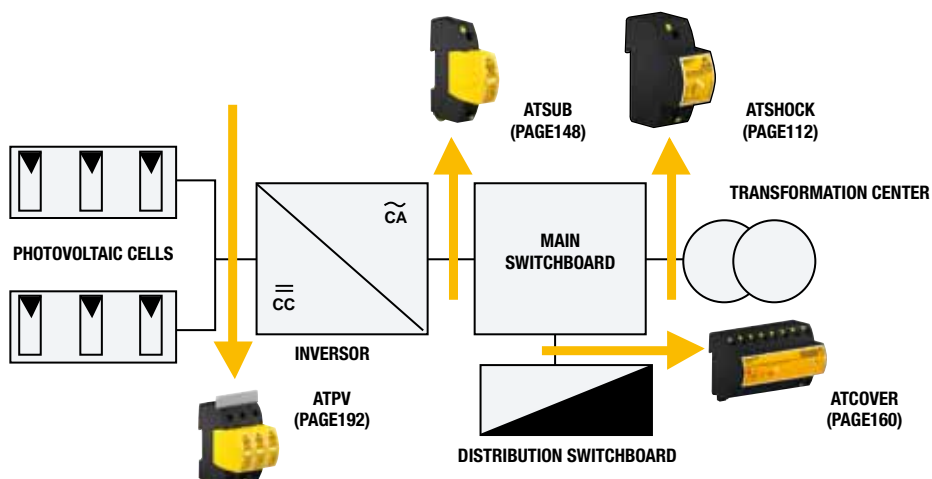 ATSUB
(PAGE148)
ATSHOCK
(PAGE112)
TRANSFORMATION CENTER
PHOTOVOLTAIC CELLS
CA
CC
MAIN
SWITCHBOARD
INVERSOR
ATPV
(PAGE192)
ATCOVER
(PAGE160)
DISTRIBUTION SWITCHBOARD